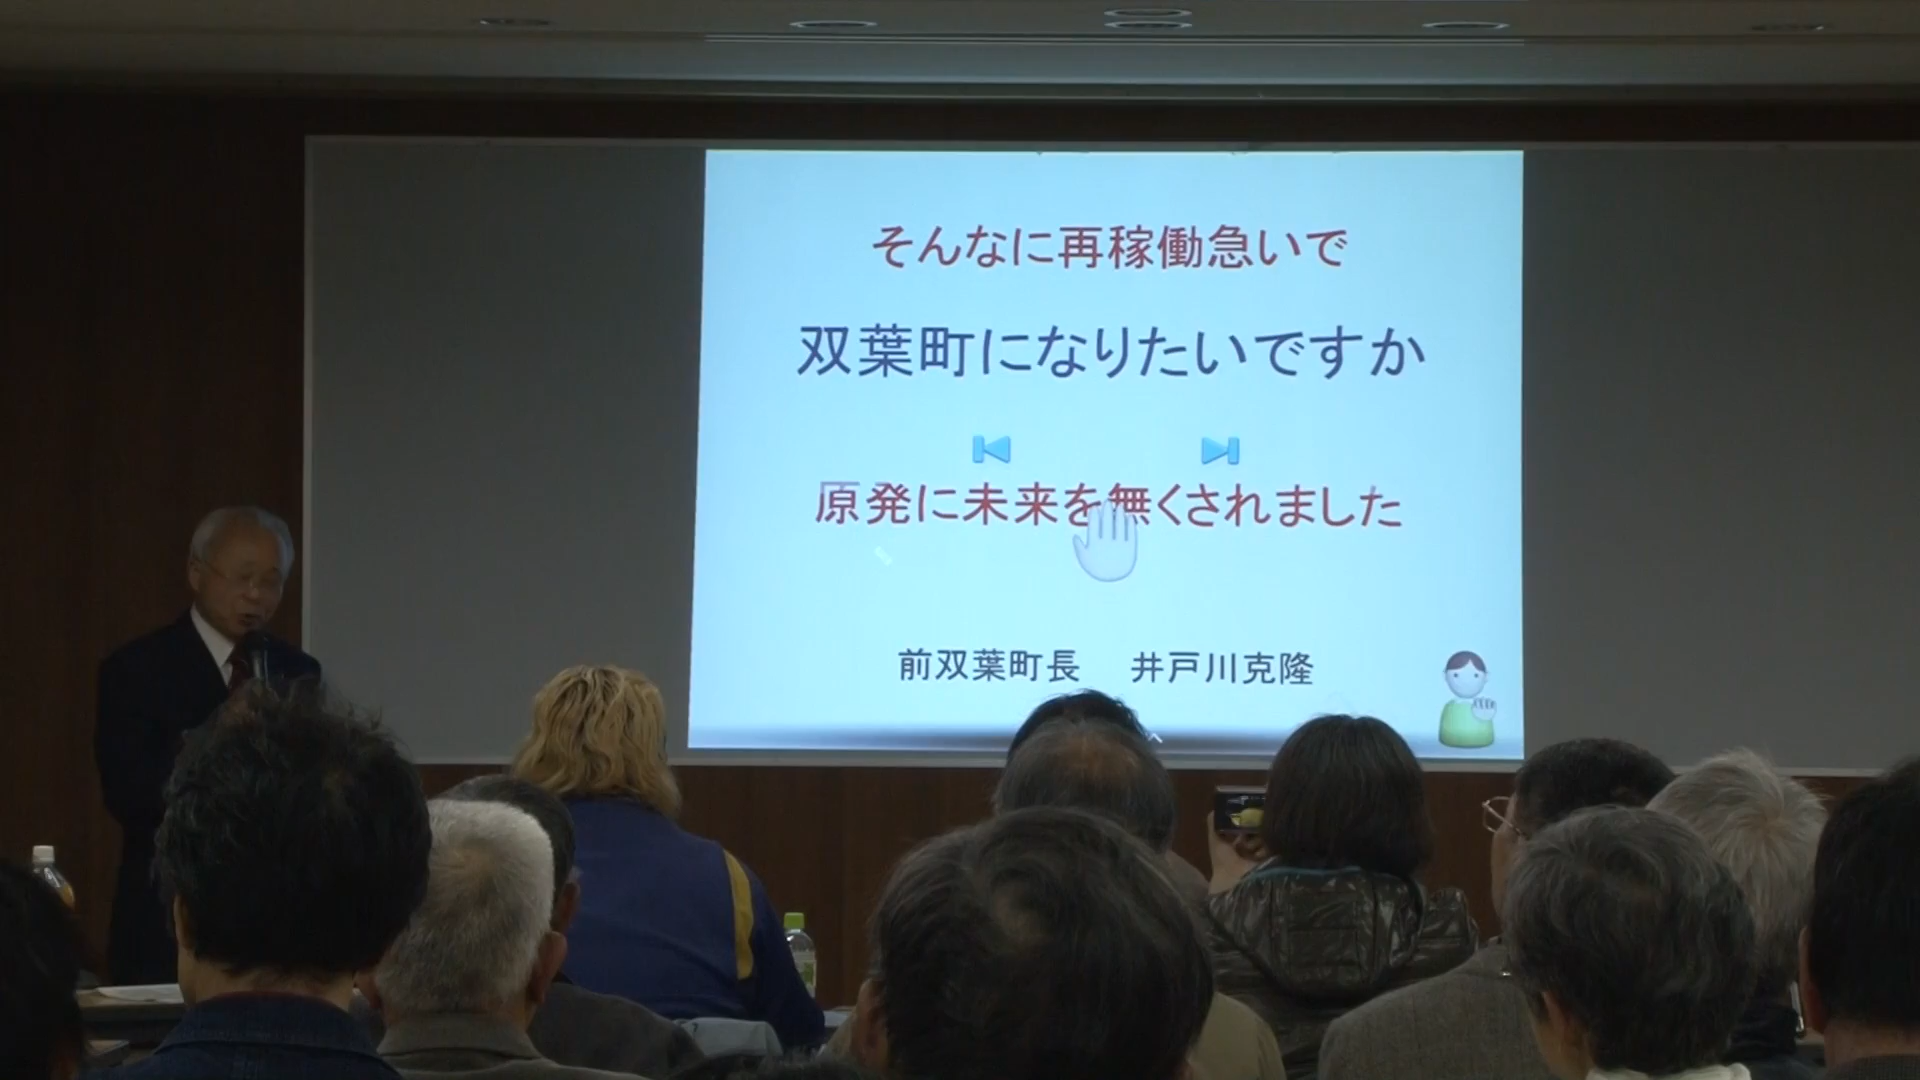 そんなに再稼働急いで
双葉町になりたいですか
原発に未来を無くされました
前双葉町長 井戸川克隆